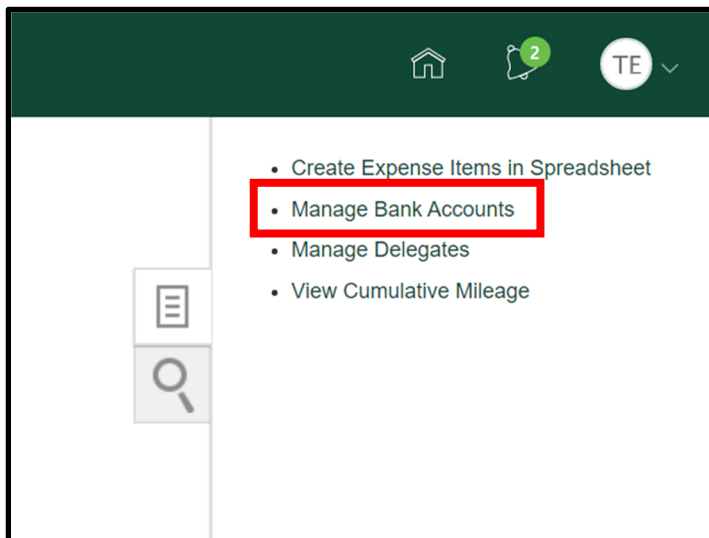 2
TE
Create Expense Items in Spreadsheet
Manage Bank Accounts
Manage Delegates
View Cumulative Mileage